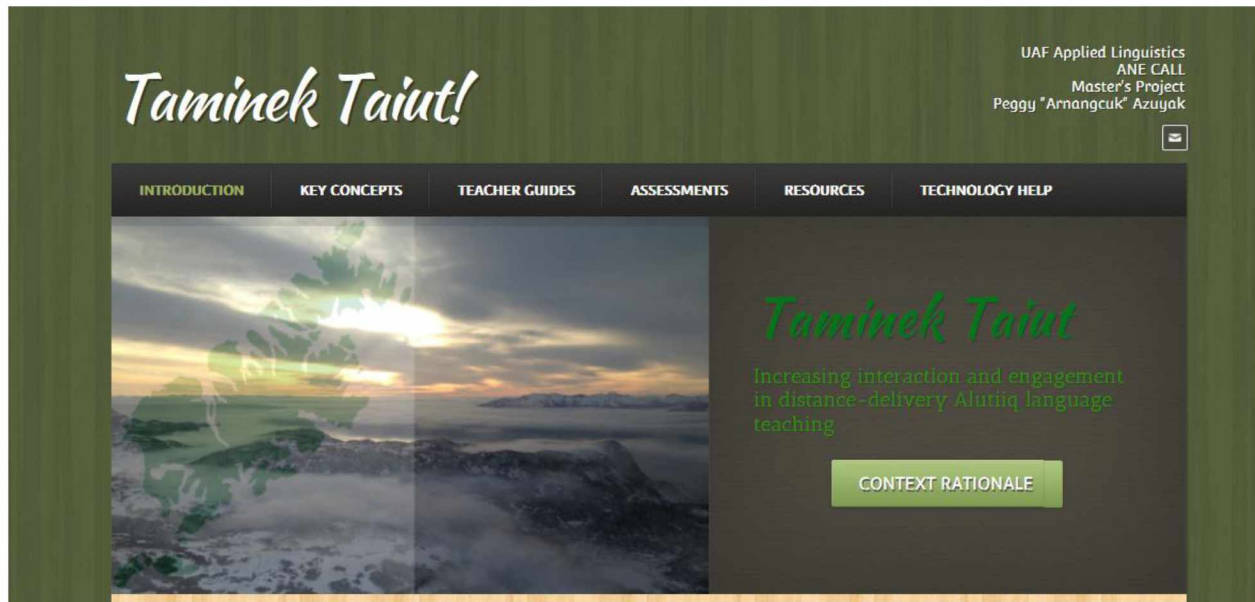 Taminek Taiut!
UAF Applied Linguistics
ANE CALL
Master's Project
Peggy "Arnangcuk" Azuyak
INTRODUCTION KEY CONCEPTS TEACHER GUIDES ASSESSMENTS RESOURCES TECHNOLOGY HELP
Taminek Taiut
Increasing interaction and engagement
in distance-delivery Alutiiq language
teaching
CONTEXT RATIONALE